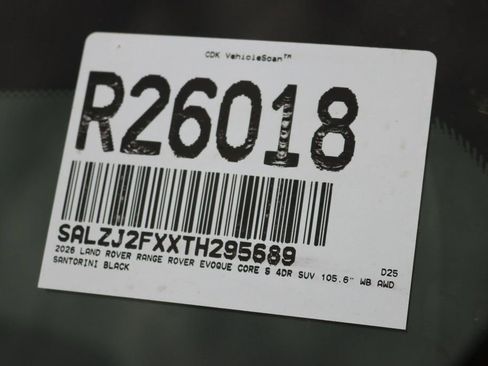 CDK VehicleScan™
R26018
SALZJ2FXXTH295689
2026 LAND ROVER RANGE ROVER EVOQUE CORE S 4DR SUV 105.6" WB AWD D25
SANTORINI BLACK